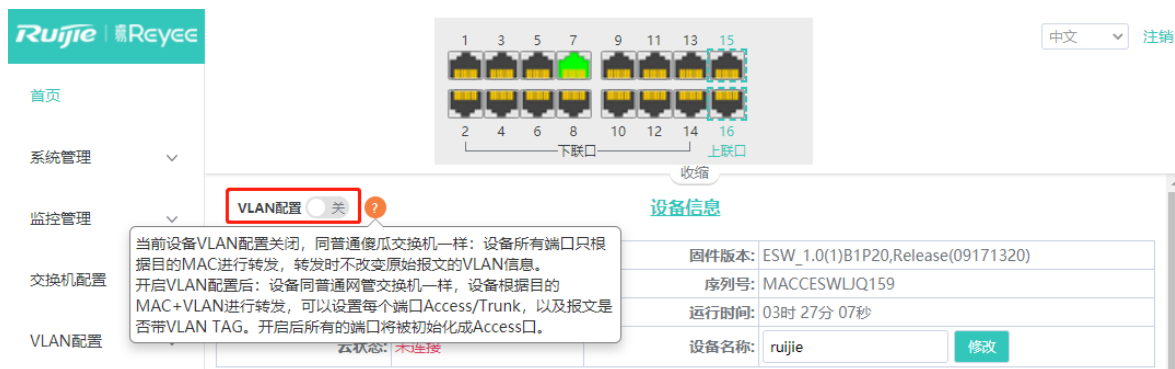 Ruijie | 睿易Reyee
1 3 5 7 9 11 13 15
中文
注销
2 4 6 8 10 12 14 16
下联口
上联口
收缩
首页
系统管理
监控管理
交换机配置
VLAN配置
VLAN配置 关 ?
设备信息
当前设备VLAN配置关闭，同普通傻瓜交换机一样：设备所有端口只根
据目的MAC进行转发，转发时不改变原始报文的VLAN信息。
开启VLAN配置后：设备同普通网管交换机一样，设备根据目的
MAC+VLAN进行转发，可以设置每个端口Access/Trunk，以及报文是
否带VLAN TAG。开启后所有的端口将被初始化成Access口。
固件版本: ESW_1.0(1)B1P20,Release(09171320)
序列号: MACCESWLJQ159
运行时间: 03时 27分 07秒
云状态: 未连接
设备名称: ruijie 修改